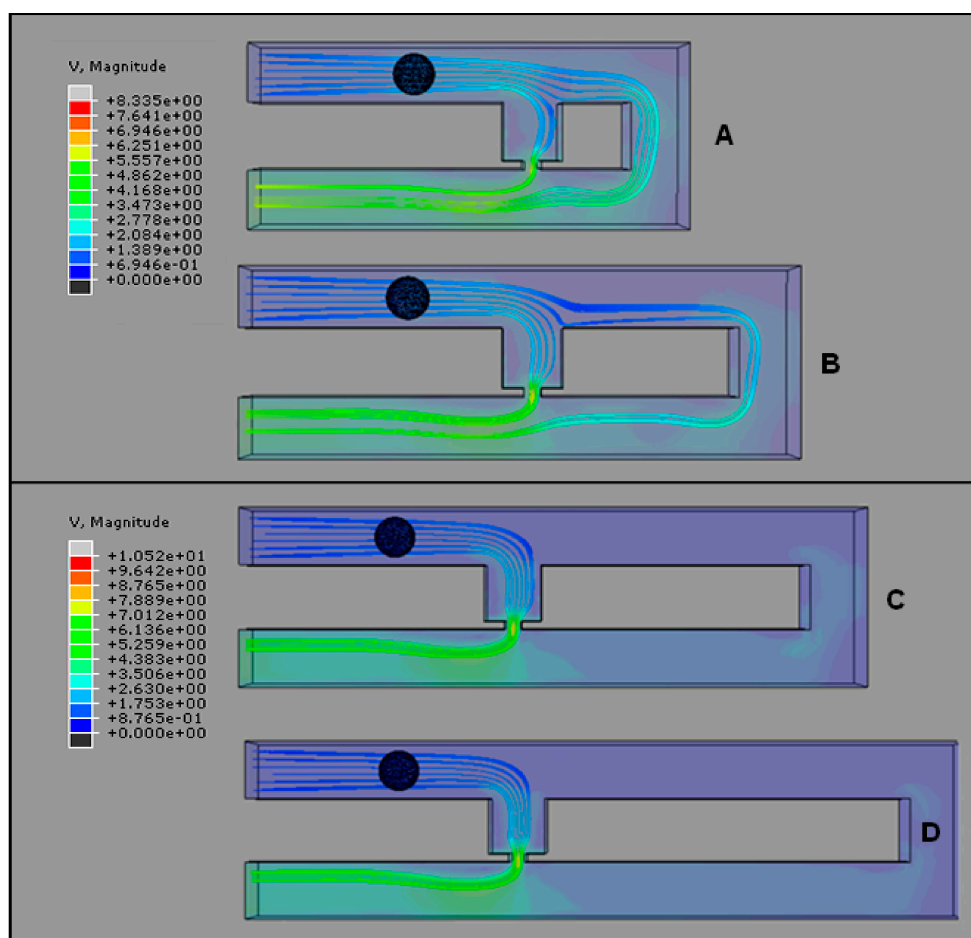 V, Magnitude
+8.335e+00
+7.641e+00
+6.946e+00
+6.251e+00
+5.557e+00
+4.862e+00
+4.168e+00
+3.473e+00
+2.778e+00
+2.084e+00
+1.389e+00
+6.946e-01
+0.000e+00
A
B
V, Magnitude
+1.052e+01
+9.642e+00
+8.765e+00
+7.889e+00
+7.012e+00
+6.136e+00
+5.259e+00
+4.383e+00
+3.506e+00
+2.630e+00
+1.753e+00
+8.765e-01
+0.000e+00
C
D